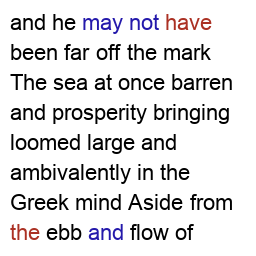 and he may not have
been far off the mark
The sea at once barren
and prosperity bringing
loomed large and
ambivalently in the
Greek mind Aside from
the ebb and flow of